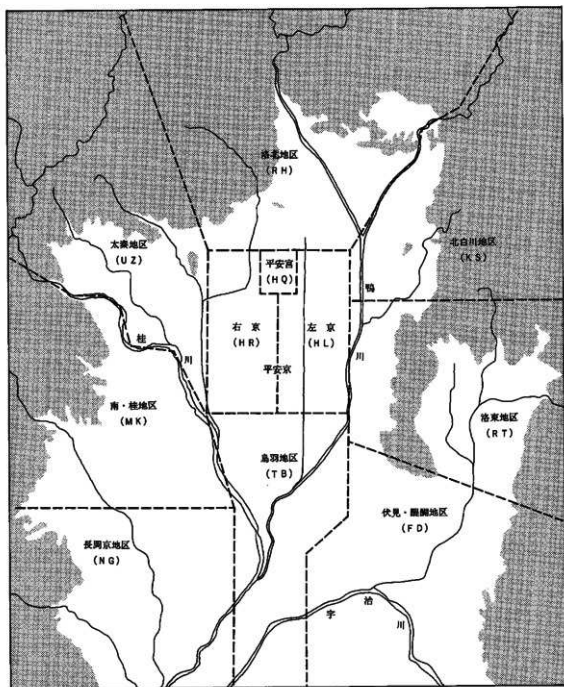 洛北地区
(RH)
太秦地区
(UZ)
平安宮
(HQ)
北白川地区
(KS)
鴨
川
右京
(HR)
左京
(HL)
平安京
桂
川
南・桂地区
(MK)
洛東地区
(RT)
鳥羽地区
(TB)
伏見・醍醐地区
(FD)
長岡京地区
(NG)
宇治川